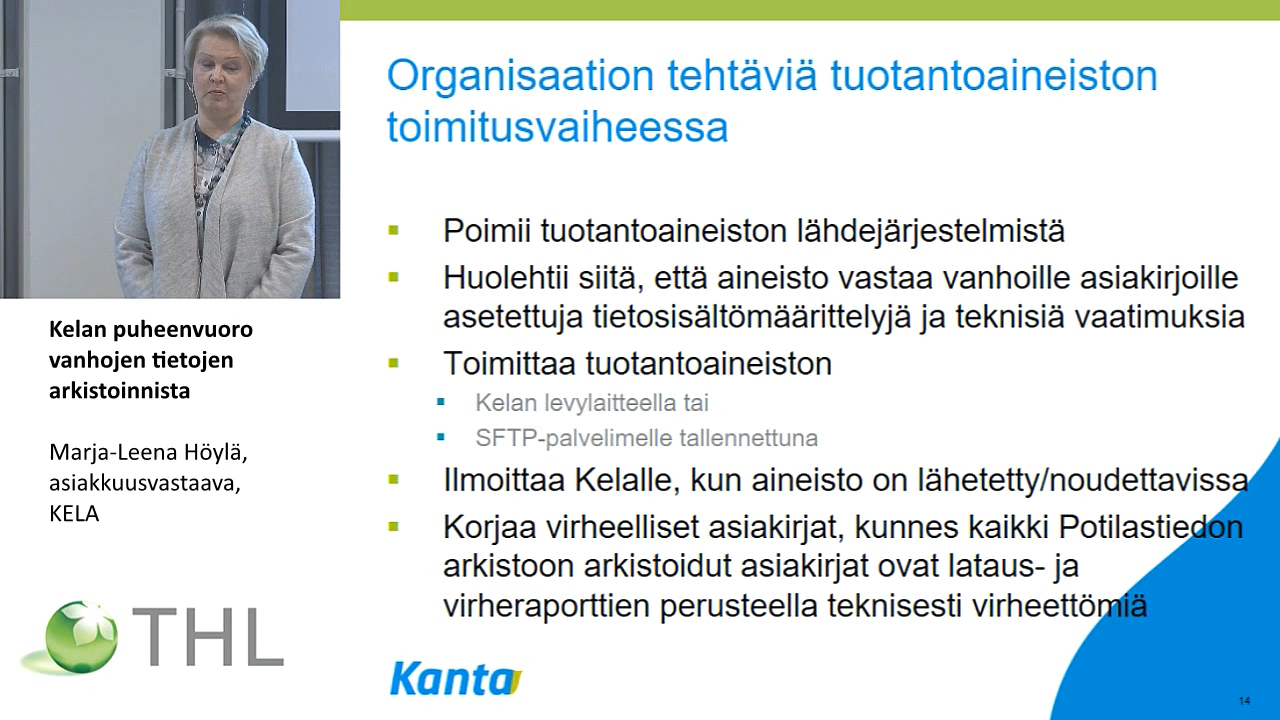 Organisaation tehtäviä tuotantoaineiston
toimitusvaiheessa
Poimii tuotantoaineiston lähdejärjestelmistä
Huolehtii siitä, että aineisto vastaa vanhoille asiakirjoille
asetettuja tietosisältömäärittelyjä ja teknisiä vaatimuksia
Toimittaa tuotantoaineiston
Kelan levylaitteella tai
SFTP-palvelimelle tallennettuna
Ilmoittaa Kelalle, kun aineisto on lähetetty/noudettavissa
Korjaa virheelliset asiakirjat, kunnes kaikki Potilastiedon
arkistoon arkistoidut asiakirjat ovat lataus- ja
virheraporttien perusteella teknisesti virheettömiä
Kanta
14
Kelan puheenvuoro
vanhojen tietojen
arkistoinnista
Marja-Leena Höylä,
asiakkuusvastaava,
KELA
THL